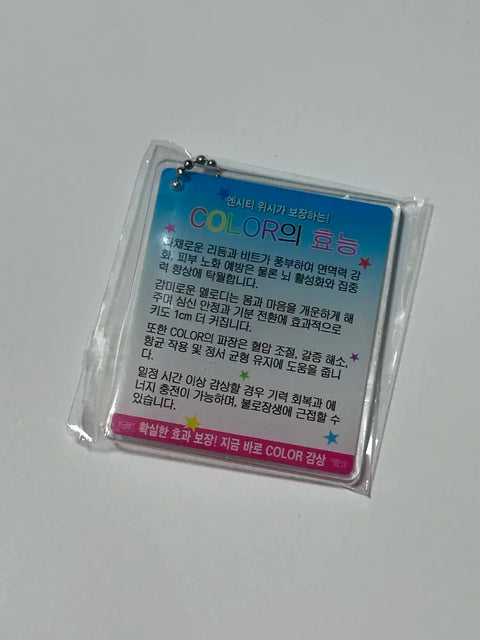 엔시티 위시가 보장하는!
COLOR의 효능
다채로운 리듬과 비트가 풍부하여 면역력 강
화, 피부 노화 예방은 물론 뇌 활성화와 집중
력 향상에 탁월합니다.
감미로운 멜로디는 몸과 마음을 개운하게 해
주며 심신 안정과 기분 전환에 효과적으로
키도 1cm 더 커집니다.
또한 COLOR의 파장은 혈압 조절, 갈증 해소,
항균 작용 및 정서 균형 유지에 도움을 줍니
다.
일정 시간 이상 감상할 경우 기력 회복과 에
너지 충전이 가능하며, 불로장생에 근접할 수
있습니다.
확실한 효과 보장! 지금 바로 COLOR 감상